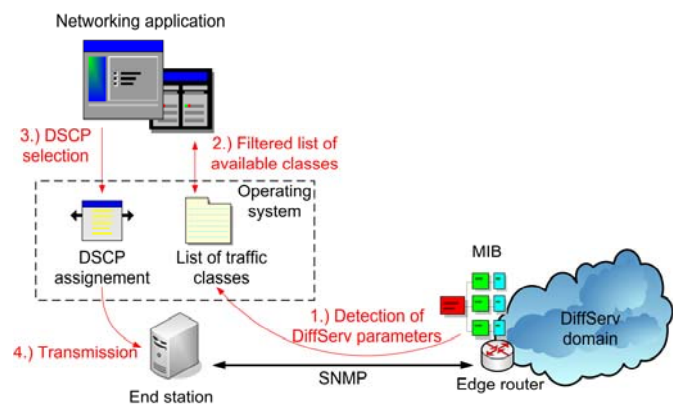 Networking application
3.) DSCP
selection
2.) Filtered list of
available classes
Operating
system
DSCP
assignement
List of traffic
classes
MIB
1.) Detection of
DiffServ parameters
DiffServ
domain
4.) Transmission
SNMP
Edge router
End station